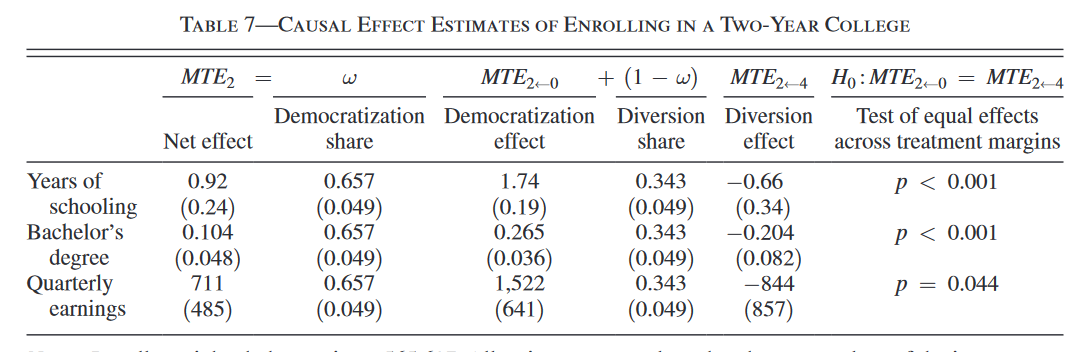 TABLE 7—CAUSAL EFFECT ESTIMATES OF ENROLLING IN A TWO-YEAR COLLEGE
MTE₂ = ω MTE₂←₀ + (1 − ω) MTE₂←₄ H₀ : MTE₂←₀ = MTE₂←₄
Democratization Democratization Diversion Diversion Test of equal effects
Net effect share effect share effect across treatment margins
Years of 0.92 0.657 1.74 0.343 −0.66 p < 0.001
schooling (0.24) (0.049) (0.19) (0.049) (0.34)
Bachelor’s 0.104 0.657 0.265 0.343 −0.204 p < 0.001
degree (0.048) (0.049) (0.036) (0.049) (0.082)
Quarterly 711 0.657 1,522 0.343 −844 p = 0.044
earnings (485) (0.049) (641) (0.049) (857)